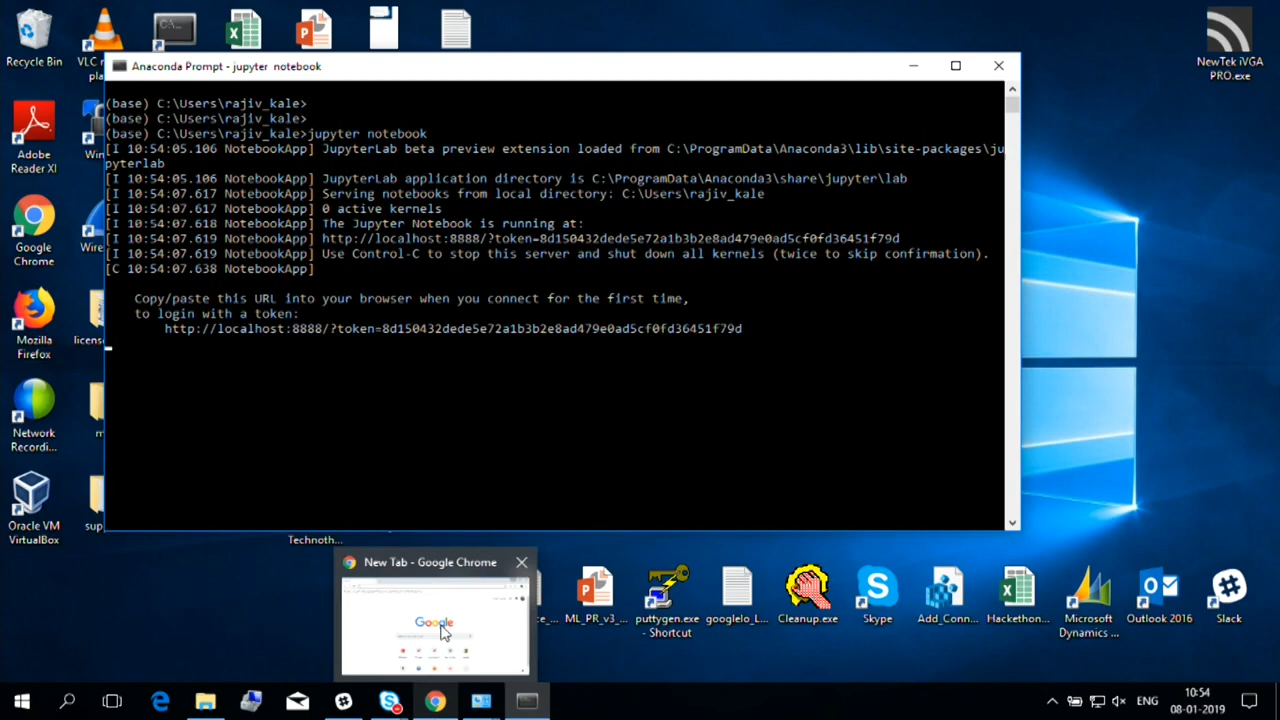 Recycle Bin
VLC
pla
NewTek iVGA
PRO.exe
Anaconda Prompt - jupyter notebook
(base) C:\Users\rajiv_kale>
(base) C:\Users\rajiv_kale>
(base) C:\Users\rajiv_kale>jupyter notebook
[I 10:54:05.106 NotebookApp] JupyterLab beta preview extension loaded from C:\ProgramData\Anaconda3\lib\site-packages\ju
pyterlab
[I 10:54:05.106 NotebookApp] JupyterLab application directory is C:\ProgramData\Anaconda3\share\jupyter\lab
[I 10:54:07.617 NotebookApp] Serving notebooks from local directory: C:\Users\rajiv_kale
[I 10:54:07.617 NotebookApp] 0 active kernels
[I 10:54:07.618 NotebookApp] The Jupyter Notebook is running at:
[I 10:54:07.619 NotebookApp] http://localhost:8888/?token=8d150432dede5e72a1b3b2e8ad479e0ad5cf0fd36451f79d
[I 10:54:07.619 NotebookApp] Use Control-C to stop this server and shut down all kernels (twice to skip confirmation).
[C 10:54:07.638 NotebookApp]
Copy/paste this URL into your browser when you connect for the first time,
to login with a token:
http://localhost:8888/?token=8d150432dede5e72a1b3b2e8ad479e0ad5cf0fd36451f79d
Adobe
Reader XI
Win
Google
Chrome
Wire
Mozilla
Firefox
license
Network
Recordi...
m
Oracle VM
VirtualBox
sup
Technoth...
New Tab - Google Chrome
Google
ce_...
ML_PR_v3_...
puttygen.exe
- Shortcut
googlelo_L...
Cleanup.exe
Skype
Add_Conn...
Hackethon...
Microsoft
Dynamics ...
Outlook 2016
Slack
ENG
10:54
08-01-2019